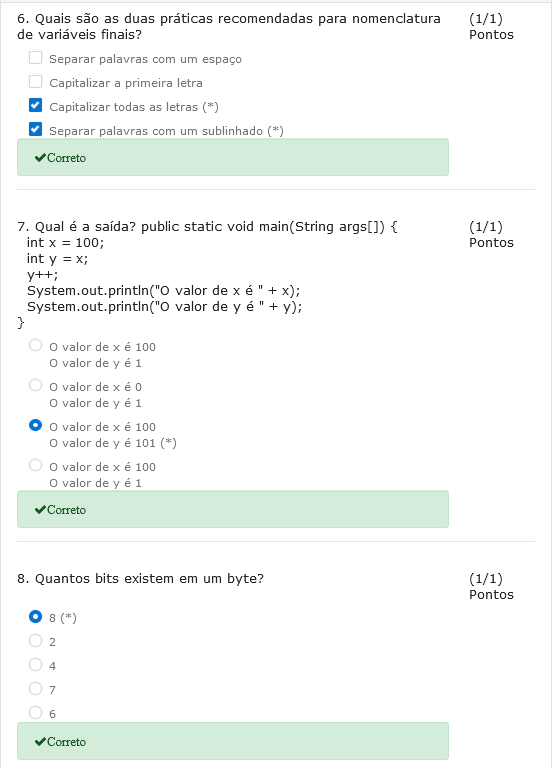 6. Quais são as duas práticas recomendadas para nomenclatura
de variáveis finais?
(1/1)
Pontos
Separar palavras com um espaço
Capitalizar a primeira letra
Capitalizar todas as letras (*)
Separar palavras com um sublinhado (*)
Correto
7. Qual é a saída? public static void main(String args[]) {
int x = 100;
int y = x;
y++;
System.out.println("O valor de x é " + x);
System.out.println("O valor de y é " + y);
}
(1/1)
Pontos
O valor de x é 100
O valor de y é 1
O valor de x é 0
O valor de y é 1
O valor de x é 100
O valor de y é 101 (*)
O valor de x é 100
O valor de y é 1
Correto
8. Quantos bits existem em um byte?
(1/1)
Pontos
8 (*)
2
4
7
6
Correto